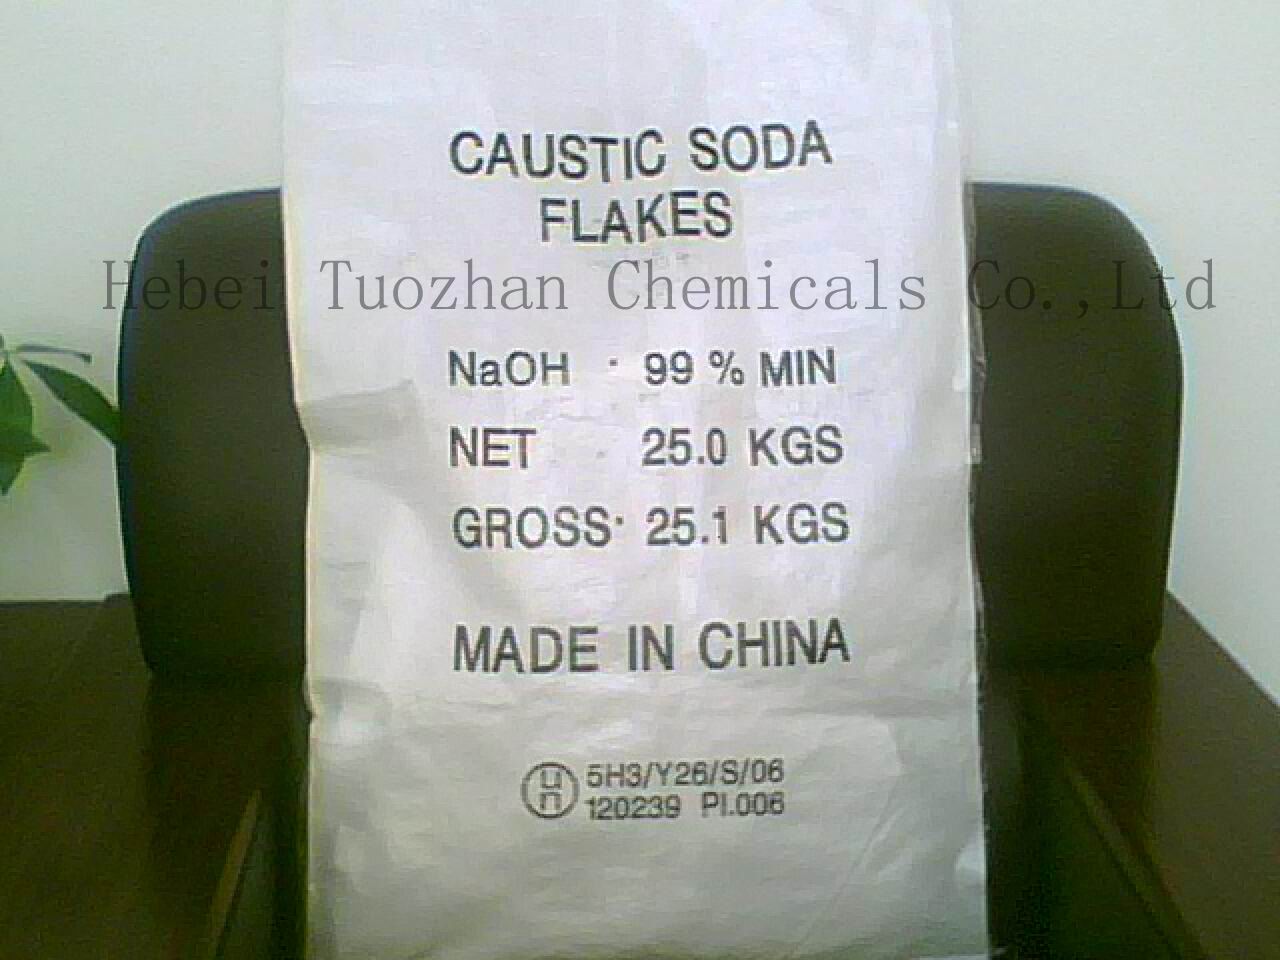 CAUSTIC SODA
FLAKES
Hebei Tuozhan Chemicals Co.,Ltd
NaOH · 99 % MIN
NET 25.0 KGS
GROSS· 25.1 KGS
MADE IN CHINA
un 5H3/Y26/S/06
120239 PI.006